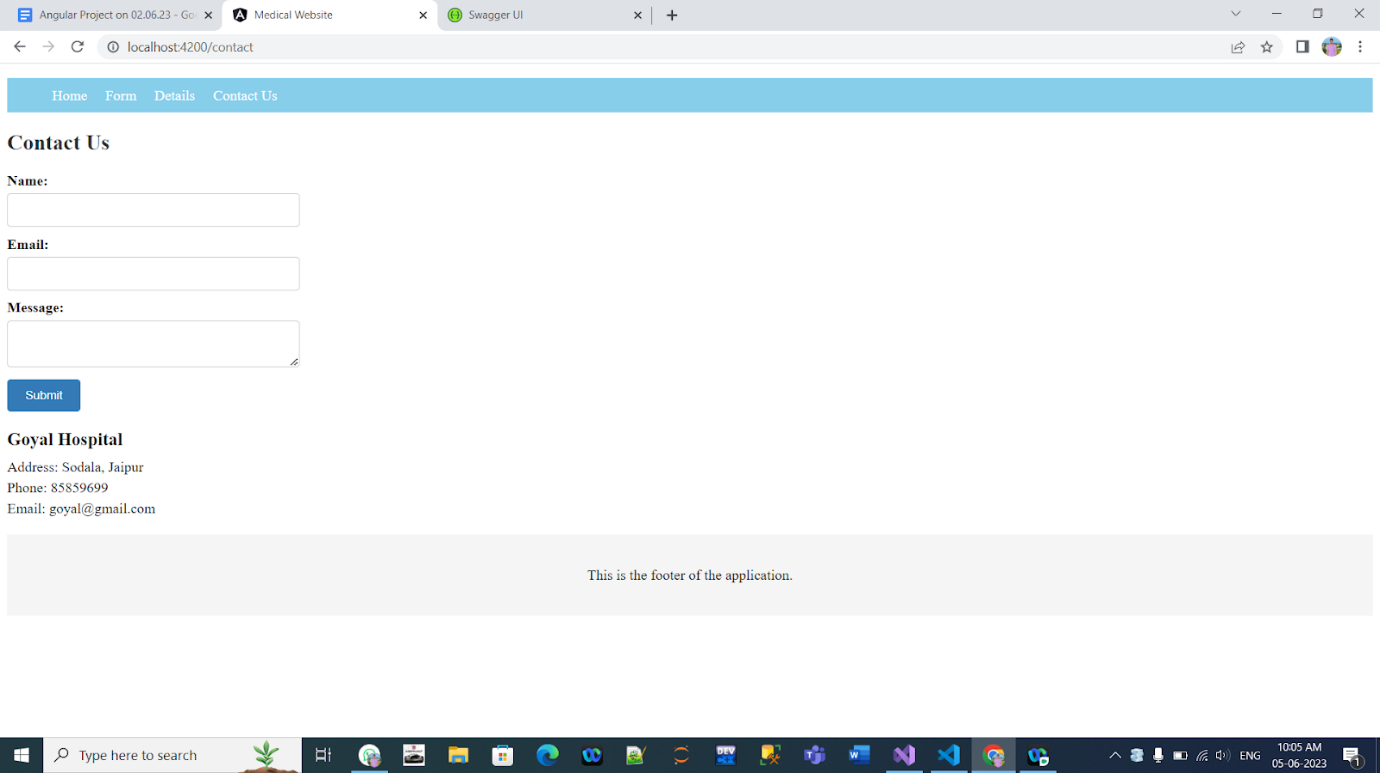 Angular Project on 02.06.23 - Go
Medical Website
Swagger UI
localhost:4200/contact
Home Form Details Contact Us
Contact Us
Name:
Email:
Message:
Submit
Goyal Hospital
Address: Sodala, Jaipur
Phone: 85859699
Email: goyal@gmail.com
This is the footer of the application.
Type here to search
DEV
ENG
10:05 AM
05-06-2023
1